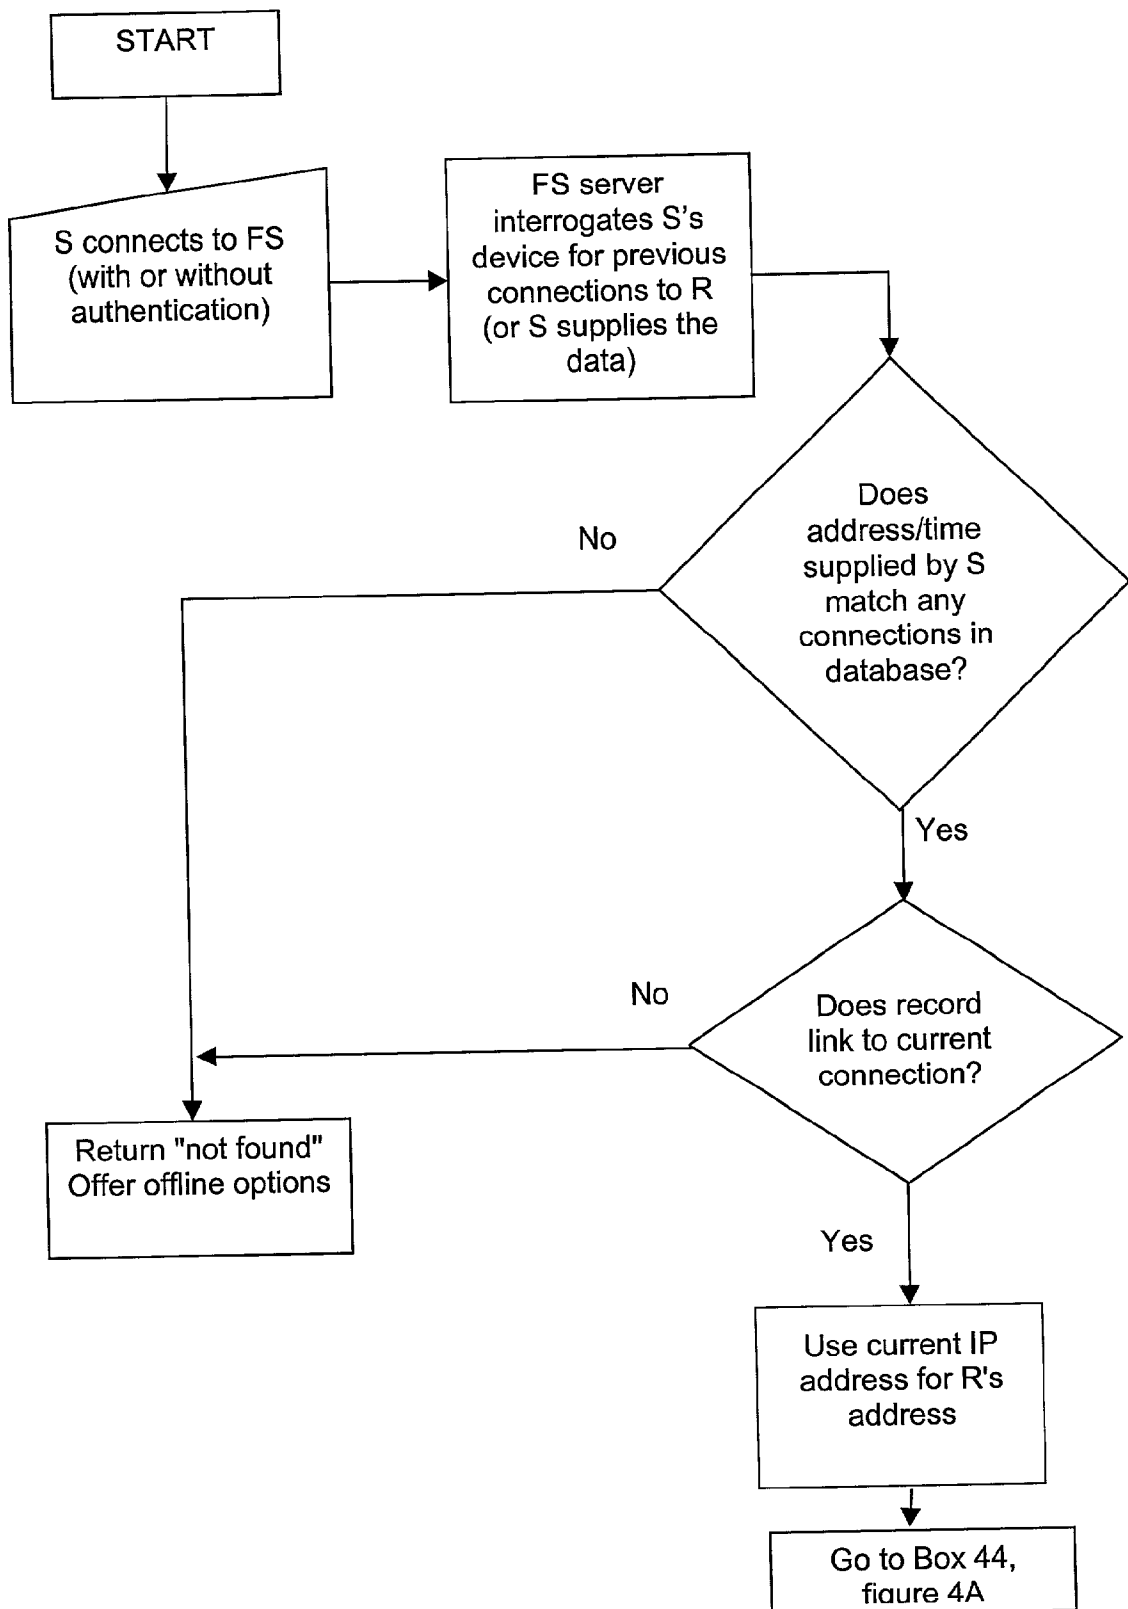 START
S connects to FS
(with or without
authentication)
FS server
interrogates S's
device for previous
connections to R
(or S supplies the
data)
Does
address/time
supplied by S
match any
connections in
database?
No
Yes
Does record
link to current
connection?
No
Return "not found"
Offer offline options
Yes
Use current IP
address for R's
address
Go to Box 44,
figure 4A